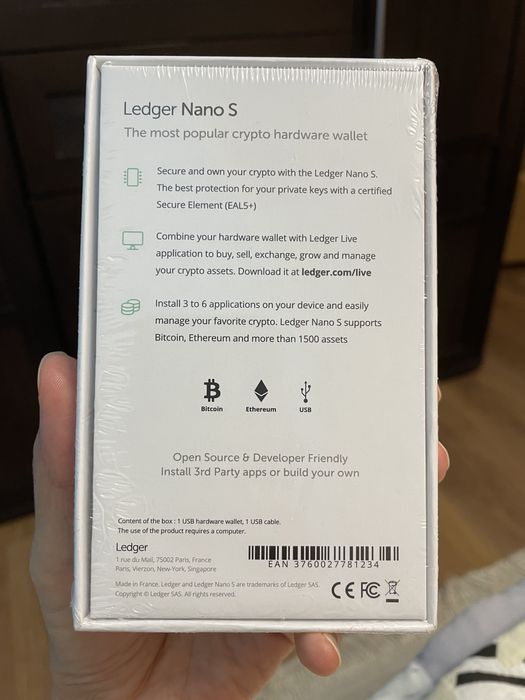 Ledger Nano S
The most popular crypto hardware wallet
Secure and own your crypto with the Ledger Nano S.
The best protection for your private keys with a certified
Secure Element (EAL5+)
Combine your hardware wallet with Ledger Live
application to buy, sell, exchange, grow and manage
your crypto assets. Download it at ledger.com/live
Install 3 to 6 applications on your device and easily
manage your favorite crypto. Ledger Nano S supports
Bitcoin, Ethereum and more than 1500 assets
Bitcoin Ethereum USB
Open Source & Developer Friendly
Install 3rd Party apps or build your own
Content of the box : 1 USB hardware wallet, 1 USB cable.
The use of the product requires a computer.
Ledger
1 rue du Mail, 75002 Paris, France
Paris, Vierzon, New-York, Singapore
EAN 3760027781234
Made in France. Ledger and Ledger Nano S are trademarks of Ledger SAS.
Copyright © Ledger SAS. All rights reserved.
CE FC